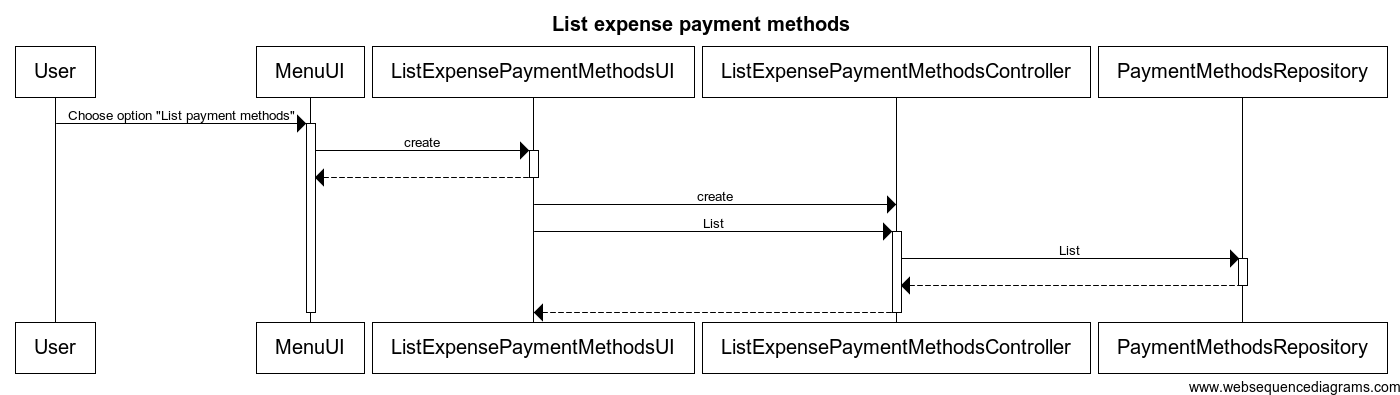 List expense payment methods
User
MenuUI
ListExpensePaymentMethodsUI
ListExpensePaymentMethodsController
PaymentMethodsRepository
Choose option "List payment methods"
create
create
List
List
User
MenuUI
ListExpensePaymentMethodsUI
ListExpensePaymentMethodsController
PaymentMethodsRepository
www.websequencediagrams.com